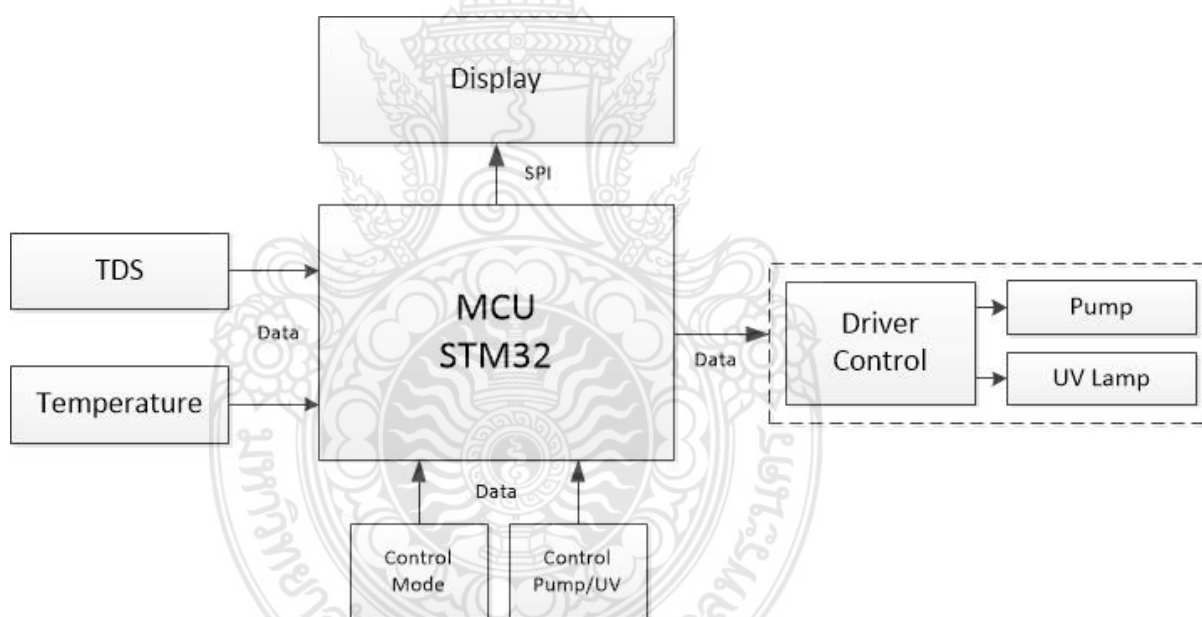 Display
SPI
TDS
Data
Temperature
MCU
STM32
Data
Driver
Control
Pump
UV Lamp
Data
Control
Mode
Control
Pump/UV